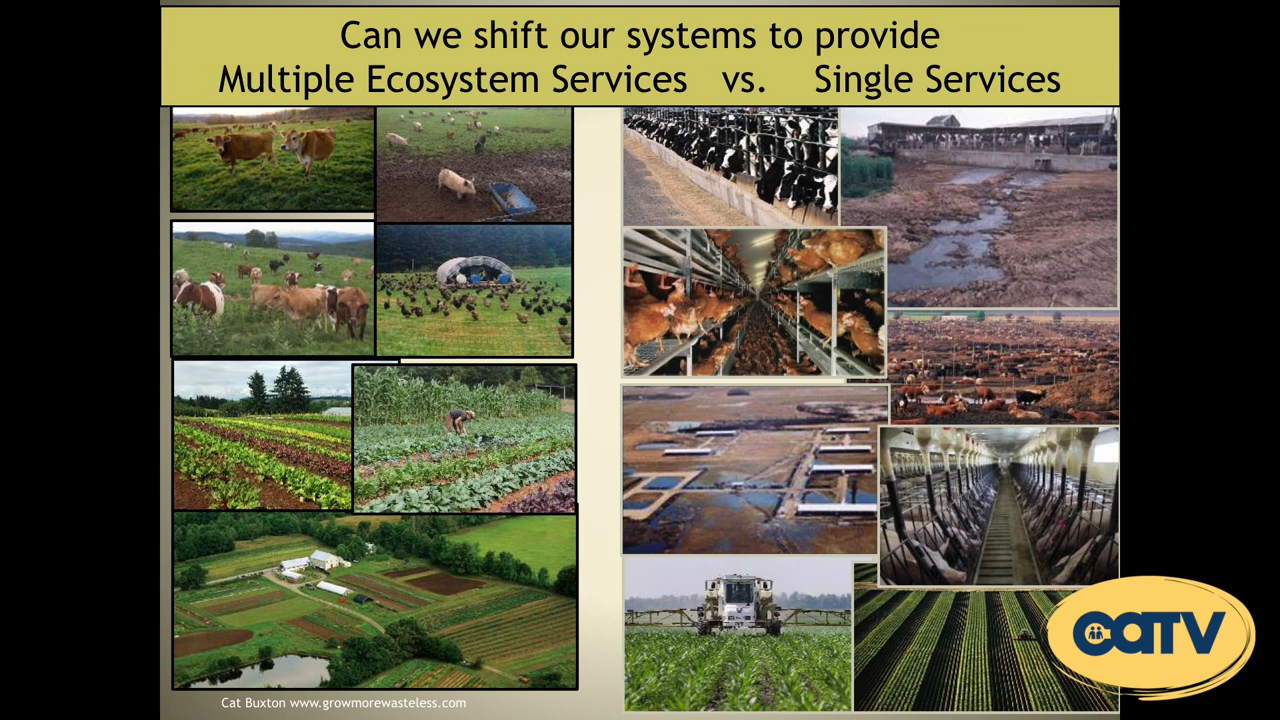 Can we shift our systems to provide
Multiple Ecosystem Services vs. Single Services
CATV
Cat Buxton www.growmorewasteless.com